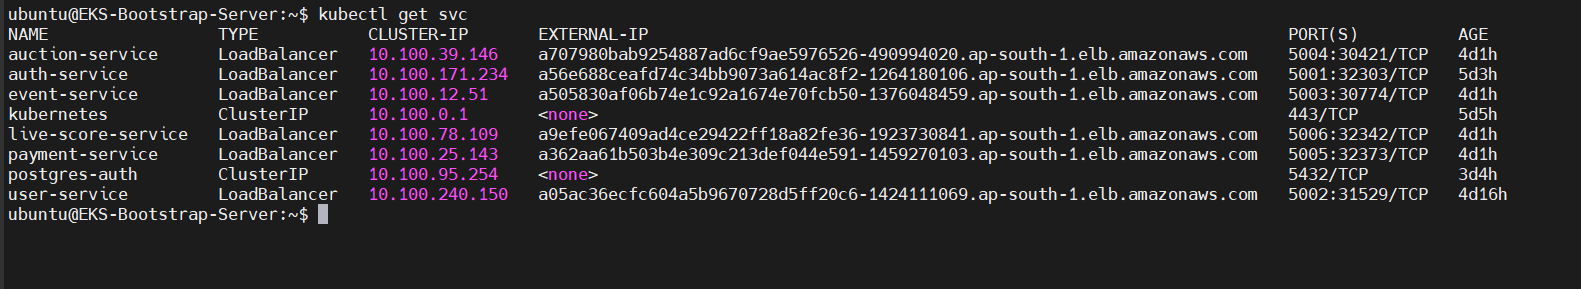 ubuntu@EKS-Bootstrap-Server:~$ kubectl get svc
NAME TYPE CLUSTER-IP EXTERNAL-IP PORT(S) AGE
auction-service LoadBalancer 10.100.39.146 a707980bab9254887ad6cf9ae5976526-490994020.ap-south-1.elb.amazonaws.com 5004:30421/TCP 4d1h
auth-service LoadBalancer 10.100.171.234 a56e688ceafd74c34bb9073a614ac8f2-1264180106.ap-south-1.elb.amazonaws.com 5001:32303/TCP 5d3h
event-service LoadBalancer 10.100.12.51 a505830af06b74e1c92a1674e70fcb50-1376048459.ap-south-1.elb.amazonaws.com 5003:30774/TCP 4d1h
kubernetes ClusterIP 10.100.0.1 <none> 443/TCP 5d5h
live-score-service LoadBalancer 10.100.78.109 a9efe067409ad4ce29422ff18a82fe36-1923730841.ap-south-1.elb.amazonaws.com 5006:32342/TCP 4d1h
payment-service LoadBalancer 10.100.25.143 a362aa61b503b4e309c213def044e591-1459270103.ap-south-1.elb.amazonaws.com 5005:32373/TCP 4d1h
postgres-auth ClusterIP 10.100.95.254 <none> 5432/TCP 3d4h
user-service LoadBalancer 10.100.240.150 a05ac36ecfc604a5b9670728d5ff20c6-1424111069.ap-south-1.elb.amazonaws.com 5002:31529/TCP 4d16h
ubuntu@EKS-Bootstrap-Server:~$